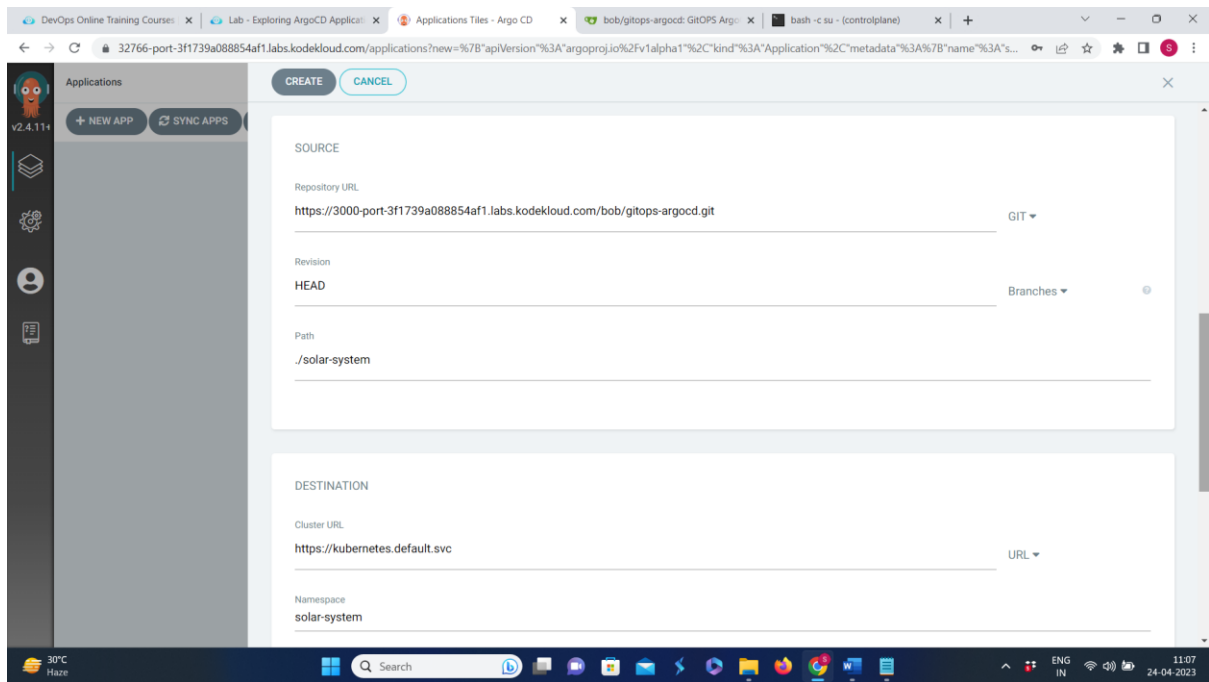 DevOps Online Training Courses
Lab - Exploring ArgoCD Applicati
Applications Tiles - Argo CD
bob/gitops-argocd: GitOPS Argo
bash -c su - (controlplane)
32766-port-3f1739a088854af1.labs.kodekloud.com/applications?new=%7B"apiVersion"%3A"argoproj.io%2Fv1alpha1"%2C"kind"%3A"Application"%2C"metadata"%3A%7B"name"%3A"s...
S
Applications
CREATE
CANCEL
v2.4.11+
+ NEW APP
SYNC APPS
SOURCE
Repository URL
https://3000-port-3f1739a088854af1.labs.kodekloud.com/bob/gitops-argocd.git
GIT
Revision
HEAD
Branches
Path
./solar-system
DESTINATION
Cluster URL
https://kubernetes.default.svc
URL
Namespace
solar-system
30°C
Haze
Search
ENG
IN
11:07
24-04-2023